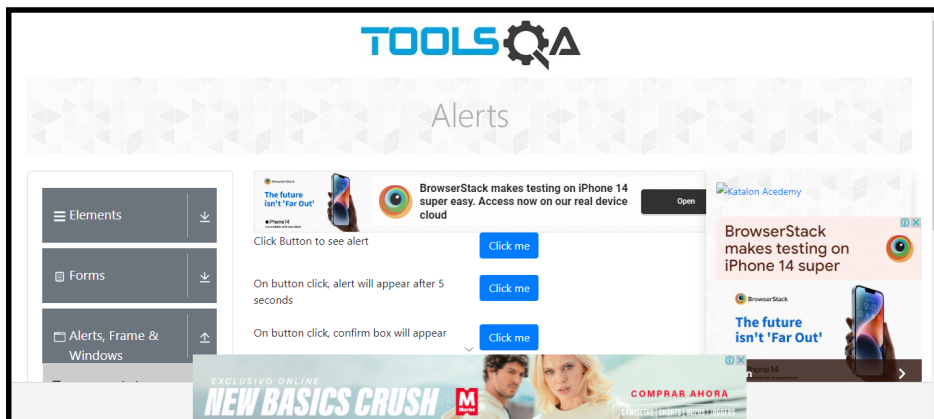 TOOLSQA
Alerts
Elements
Forms
Alerts, Frame &
Windows
BrowserStack
The future
isn't 'Far Out'
iPhone 14
BrowserStack makes testing on iPhone 14
super easy. Access now on our real device
cloud
Open
Click Button to see alert
Click me
On button click, alert will appear after 5
seconds
Click me
On button click, confirm box will appear
Click me
Katalon Acedemy
BrowserStack
makes testing on
iPhone 14 super
BrowserStack
The future
isn't 'Far Out'
EXCLUSIVO ONLINE
NEW BASICS CRUSH
M
COMPRAR AHORA